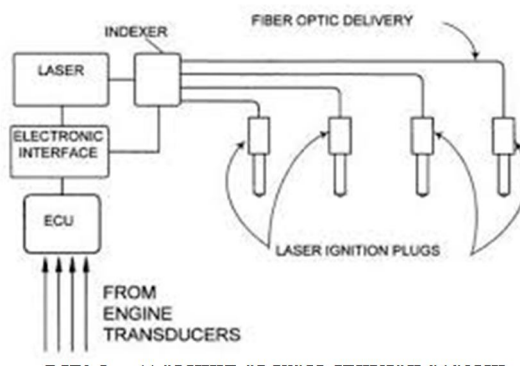 FIBER OPTIC DELIVERY
INDEXER
LASER
ELECTRONIC
INTERFACE
ECU
LASER IGNITION PLUGS
FROM
ENGINE
TRANSDUCERS